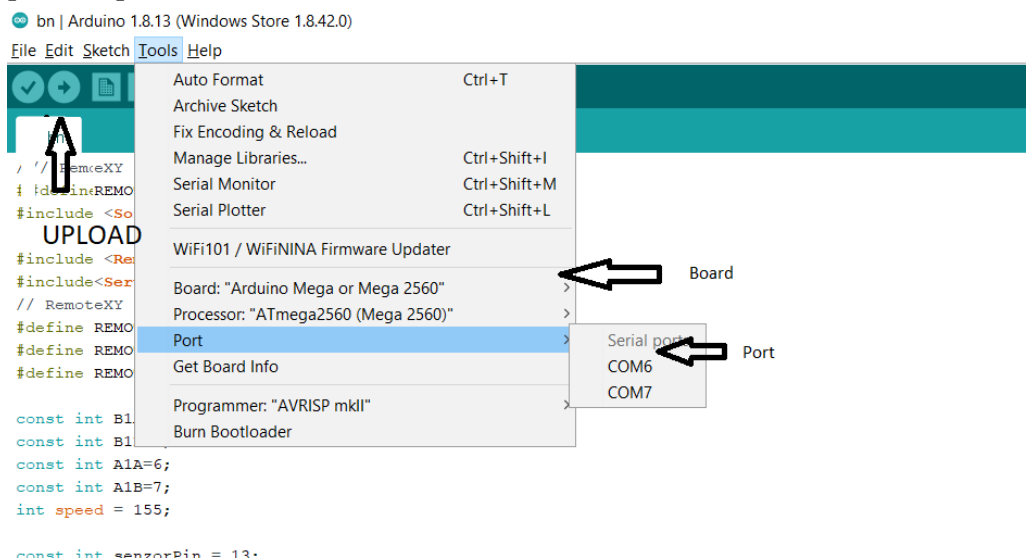 bn | Arduino 1.8.13 (Windows Store 1.8.42.0)
File Edit Sketch Tools Help
Auto Format Ctrl+T
Archive Sketch
Fix Encoding & Reload
Manage Libraries... Ctrl+Shift+I
Serial Monitor Ctrl+Shift+M
Serial Plotter Ctrl+Shift+L
WiFi101 / WiFiNINA Firmware Updater
Board: "Arduino Mega or Mega 2560"
Processor: "ATmega2560 (Mega 2560)"
Port
Get Board Info
Programmer: "AVRISP mkII"
Burn Bootloader
Serial ports
COM6
COM7
Board
Port
UPLOAD
#include <So
#include <Re
#include<Ser
// RemoteXY
#define REMO
#define REMO
#define REMO
const int B1
const int B1
const int A1A=6;
const int A1B=7;
int speed = 155;
const int senzorPin = 13;